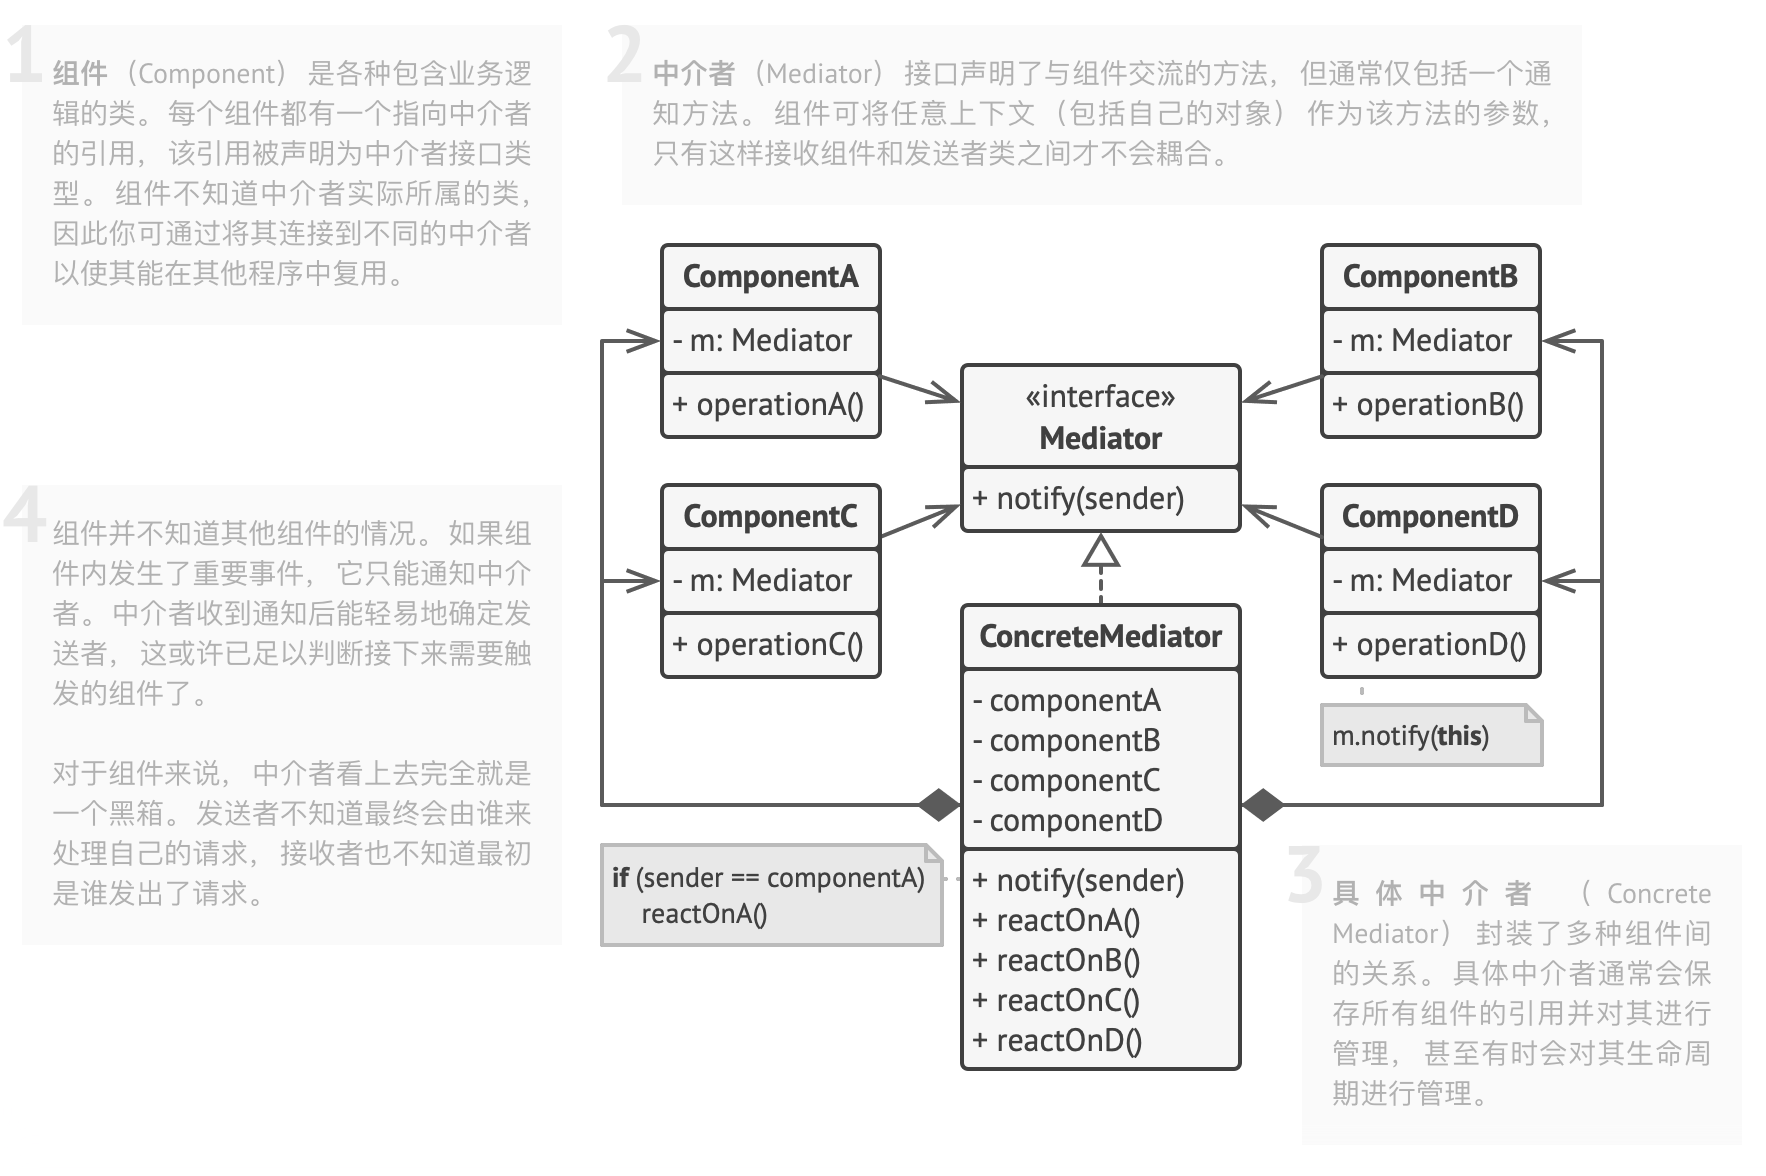 1
组件（Component）是各种包含业务逻
辑的类。每个组件都有一个指向中介者
的引用，该引用被声明为中介者接口类
型。组件不知道中介者实际所属的类，
因此你可通过将其连接到不同的中介者
以使其能在其他程序中复用。
2
中介者（Mediator）接口声明了与组件交流的方法，但通常仅包括一个通
知方法。组件可将任意上下文（包括自己的对象）作为该方法的参数，
只有这样接收组件和发送者类之间才不会耦合。
ComponentA
- m: Mediator
+ operationA()
ComponentB
- m: Mediator
+ operationB()
«interface»
Mediator
+ notify(sender)
ComponentC
- m: Mediator
+ operationC()
ComponentD
- m: Mediator
+ operationD()
m.notify(this)
ConcreteMediator
- componentA
- componentB
- componentC
- componentD
+ notify(sender)
+ reactOnA()
+ reactOnB()
+ reactOnC()
+ reactOnD()
if (sender == componentA)
reactOnA()
3
具体中介者（Concrete
Mediator）封装了多种组件间
的关系。具体中介者通常会保
存所有组件的引用并对其进行
管理，甚至有时会对其生命周
期进行管理。
4
组件并不知道其他组件的情况。如果组
件内发生了重要事件，它只能通知中介
者。中介者收到通知后能轻易地确定发
送者，这或许已足以判断接下来需要触
发的组件了。
对于组件来说，中介者看上去完全就是
一个黑箱。发送者不知道最终会由谁来
处理自己的请求，接收者也不知道最初
是谁发出了请求。